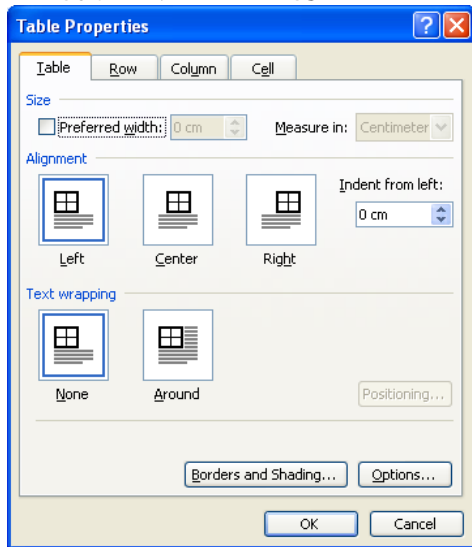 Table Properties
Table Row Column Cell
Size
Preferred width: 0 cm Measure in: Centimeter
Alignment
Indent from left:
0 cm
Left Center Right
Text wrapping
None Around Positioning...
Borders and Shading... Options...
OK Cancel